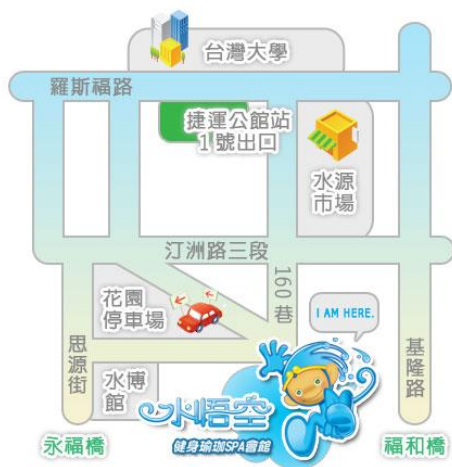 台灣大學
羅斯福路
捷運公館站
1號出口
水源
市場
汀洲路三段
160巷
花園
停車場
I AM HERE.
思源街
基隆路
水博
館
水悟空
健身瑜珈SPA會館
永福橋
福和橋